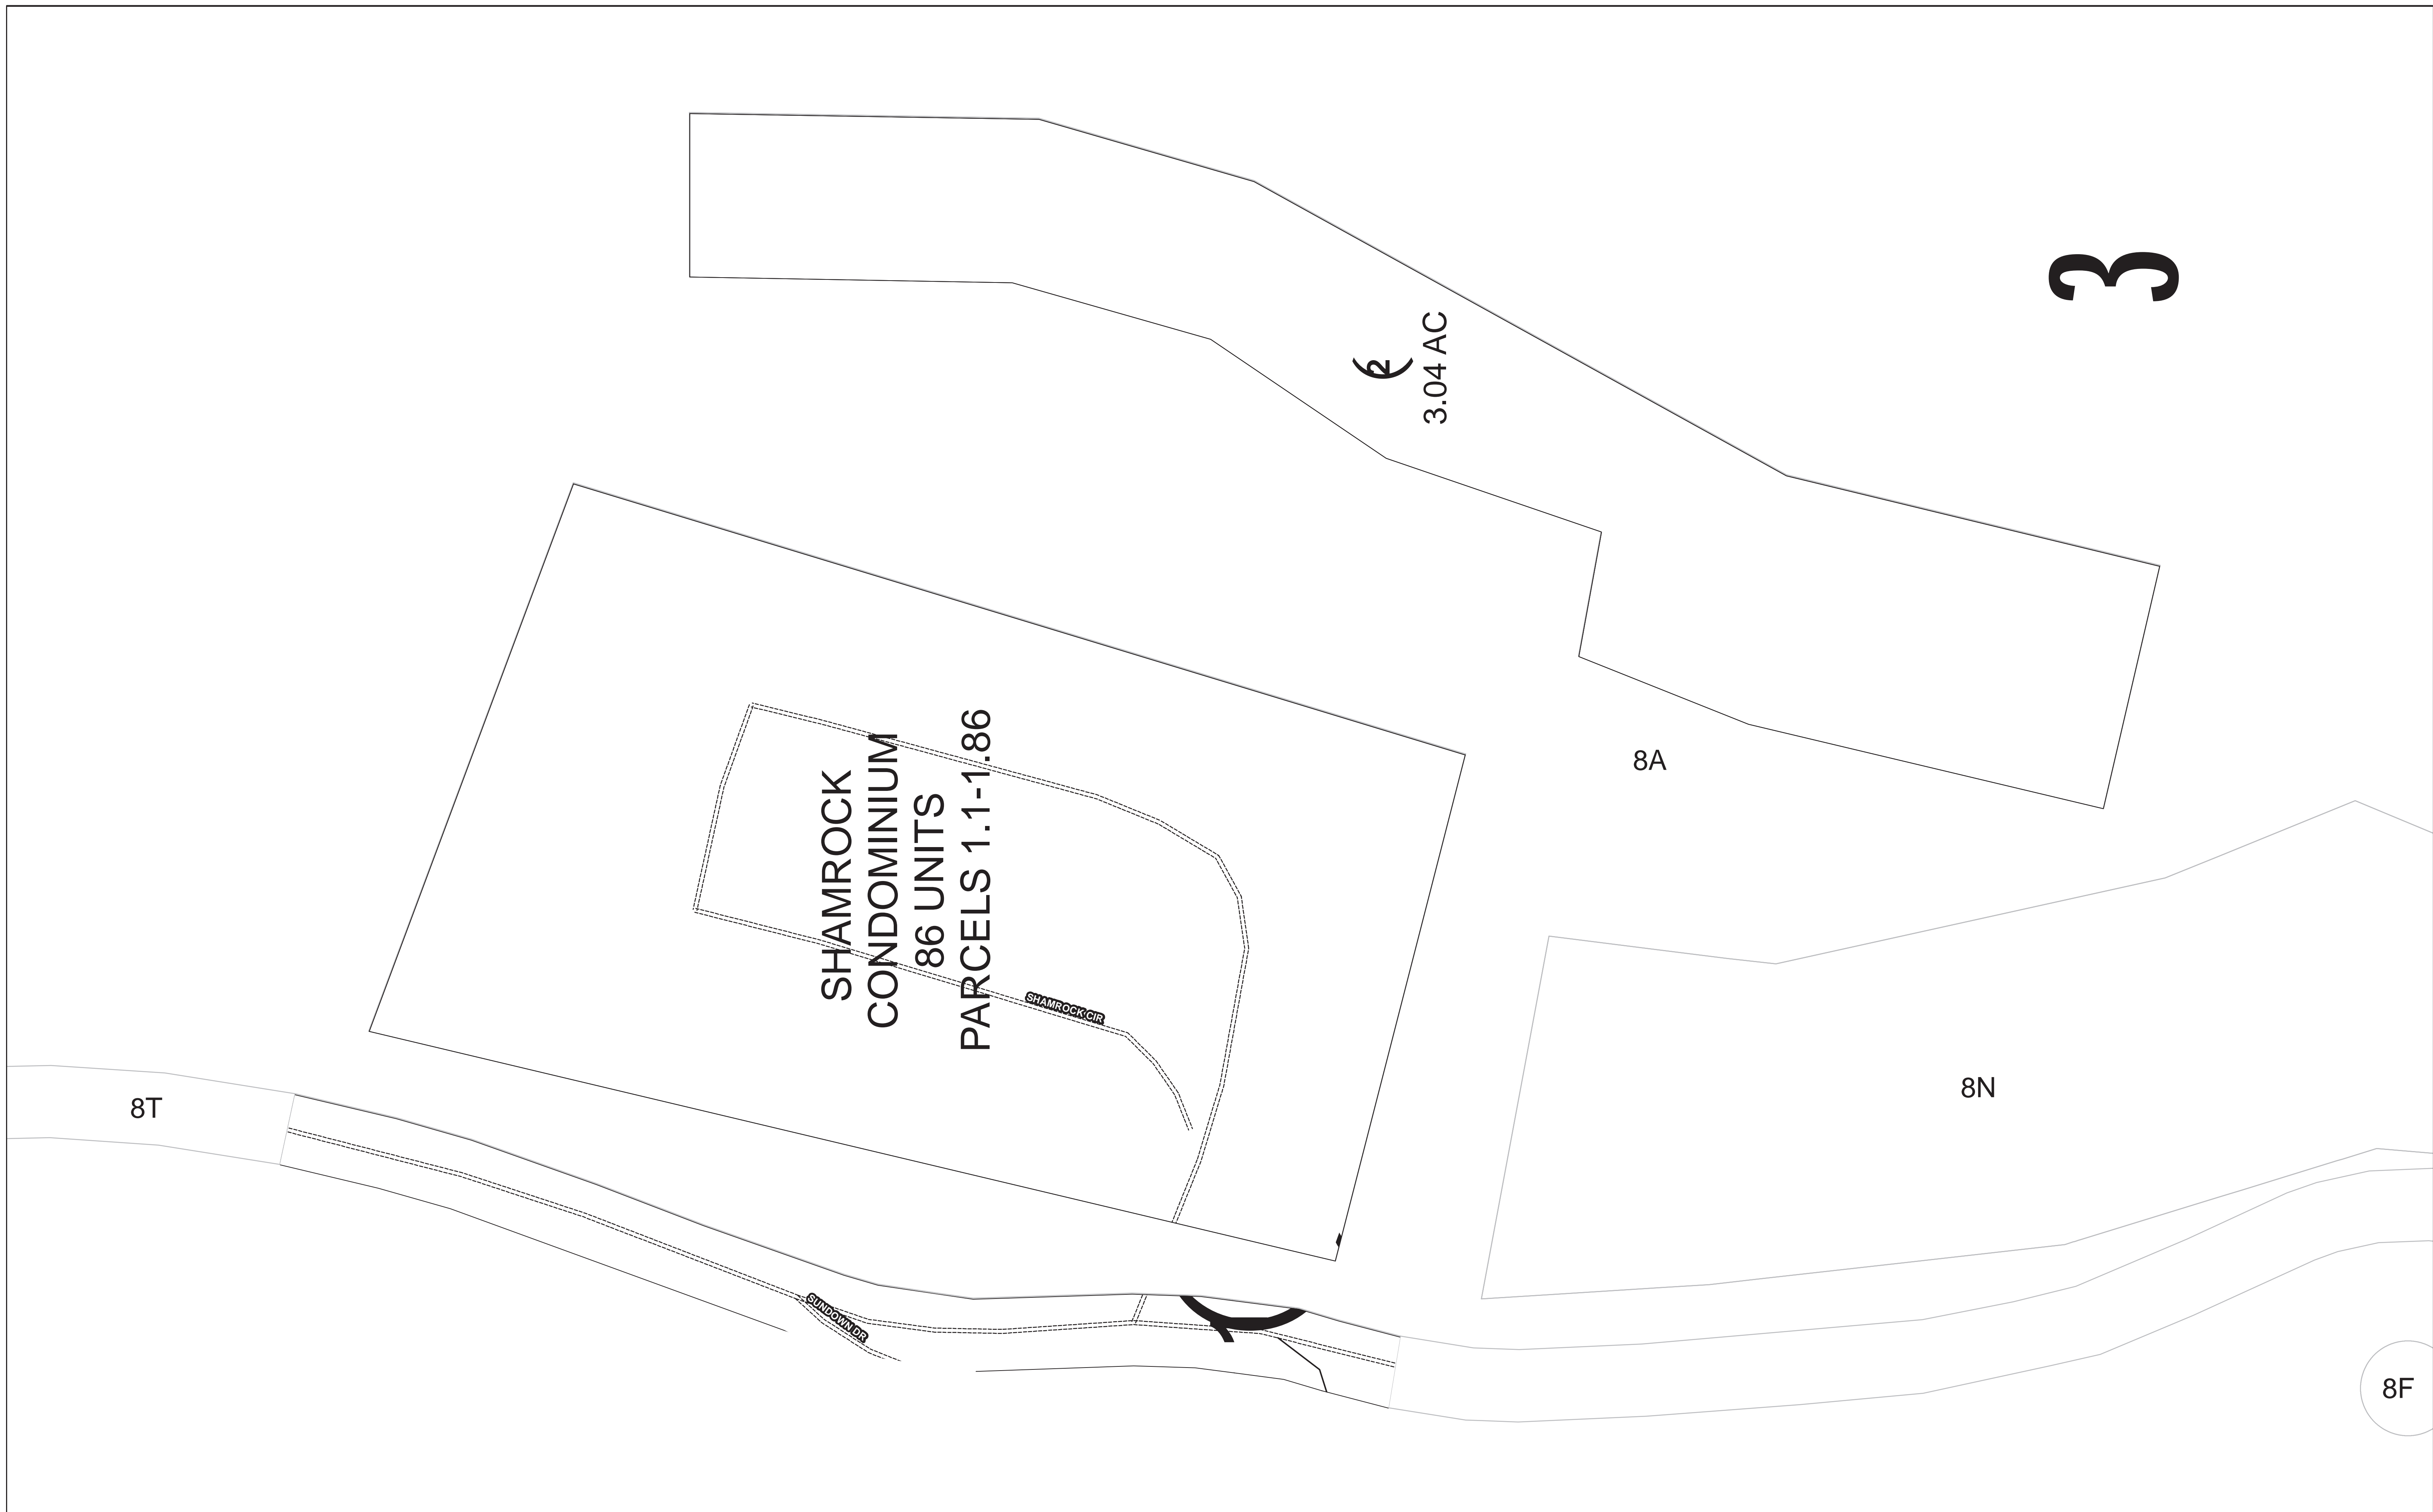 3
2
3.04 AC
SHAMROCK
CONDOMINIUM
86 UNITS
PARCELS 1.1-1.86
8A
SHAMROCK CIR
8N
8T
SUNDOWN DR
8F